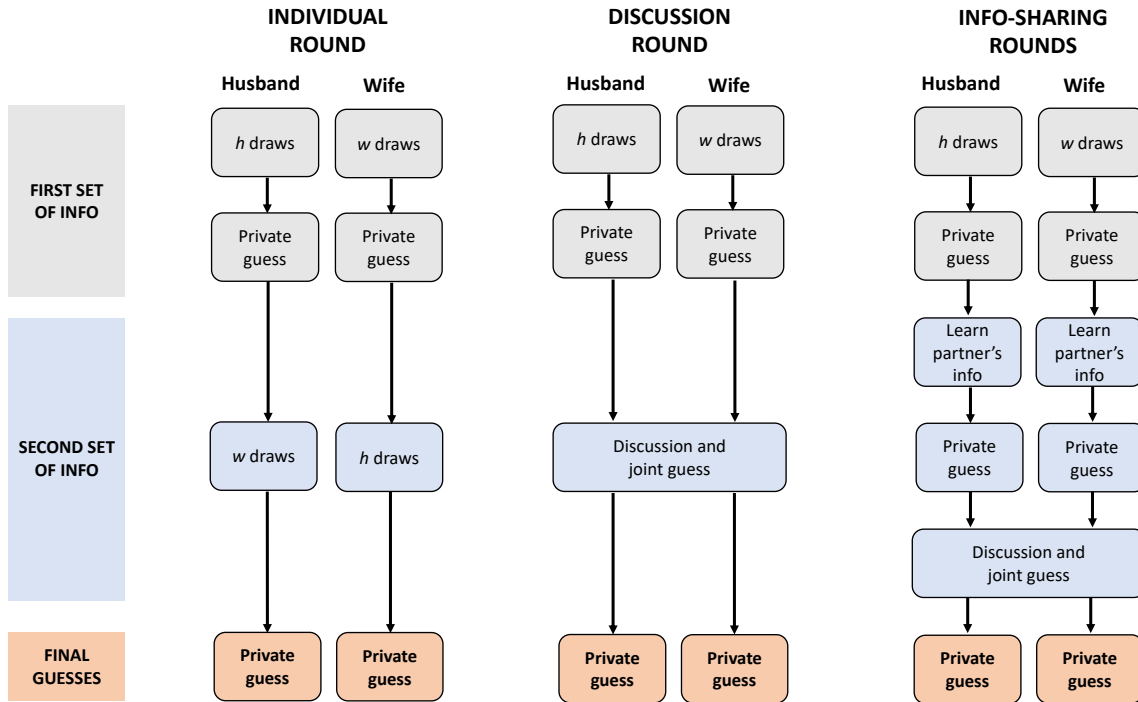 INDIVIDUAL
ROUND
DISCUSSION
ROUND
INFO-SHARING
ROUNDS
Husband
Wife
Husband
Wife
Husband
Wife
FIRST SET
OF INFO
h draws
w draws
h draws
w draws
h draws
w draws
Private
guess
Private
guess
Private
guess
Private
guess
Private
guess
Private
guess
SECOND SET
OF INFO
Learn
partner's
info
Learn
partner's
info
w draws
h draws
Discussion and
joint guess
Private
guess
Private
guess
Discussion and
joint guess
FINAL
GUESSES
Private
guess
Private
guess
Private
guess
Private
guess
Private
guess
Private
guess